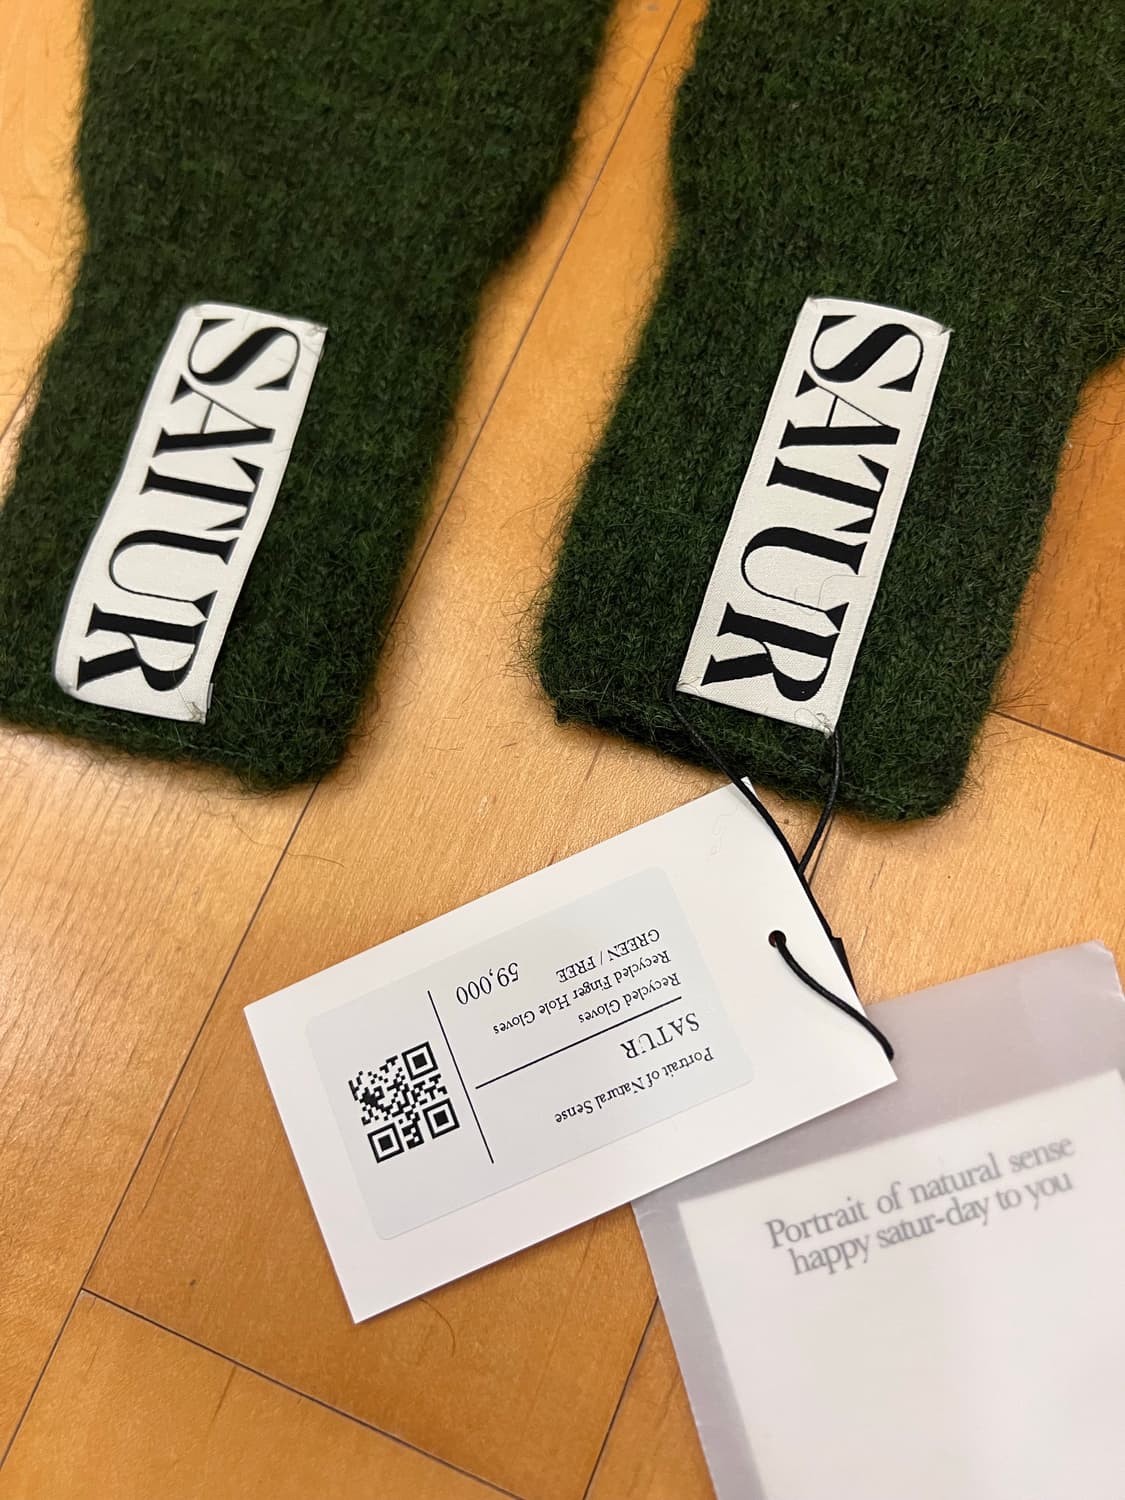 SATUR
SATUR
Portrait of Natural Sense
SATUR
Recycled Gloves
Recycled Finger Hole Gloves
GREEN / FREE
59,000
Portrait of natural sense
happy satur-day to you